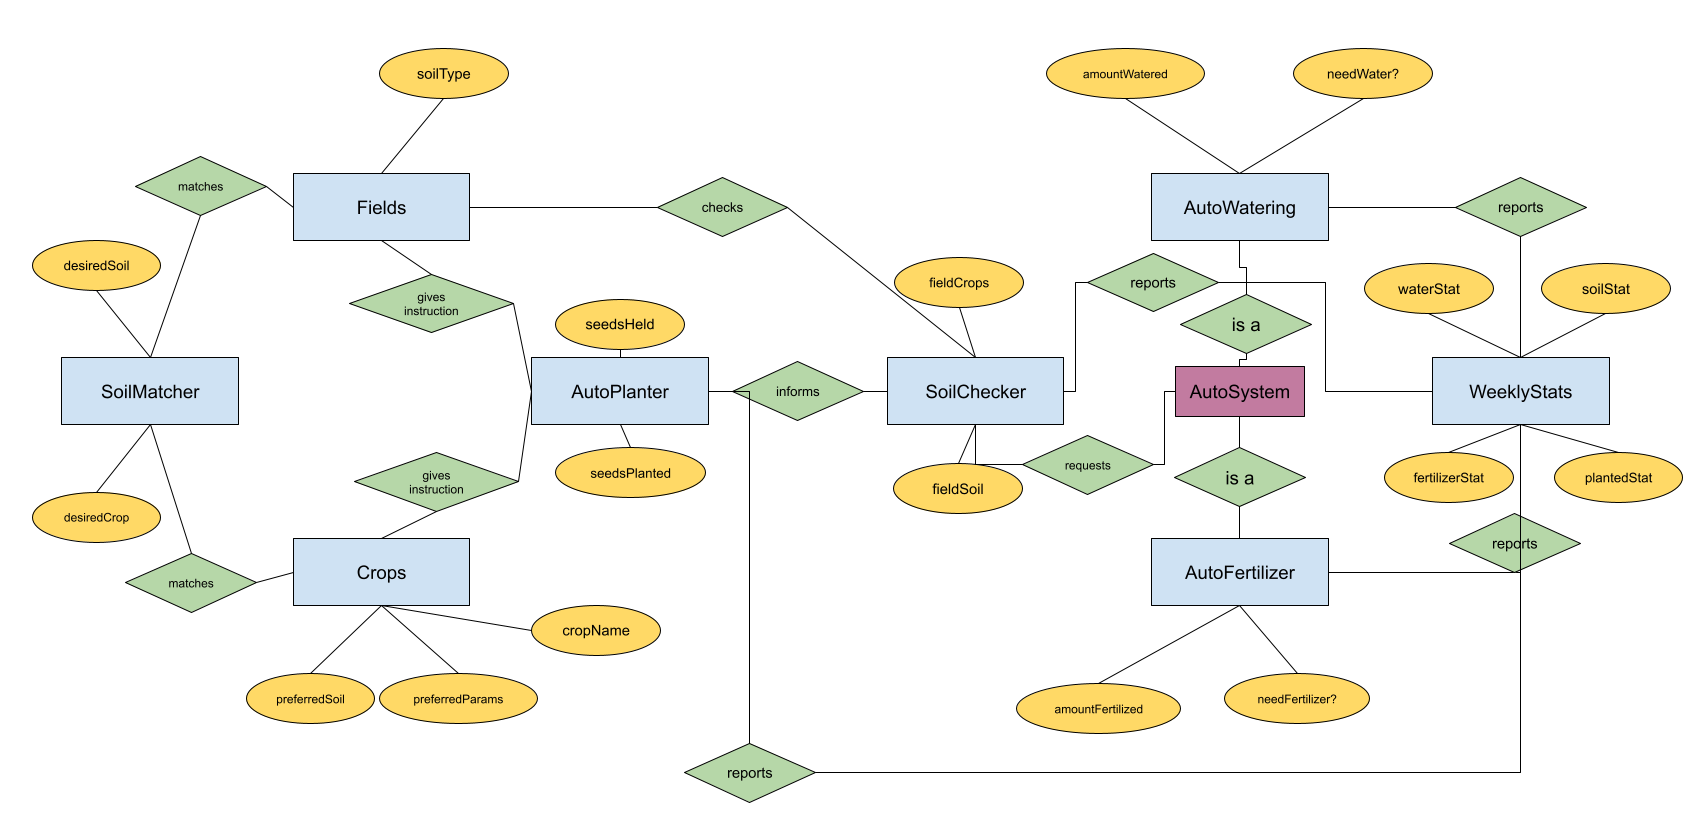 soilType
amountWatered
needWater?
matches
Fields
checks
AutoWatering
reports
desiredSoil
fieldCrops
reports
waterStat
soilStat
gives
instruction
seedsHeld
is a
SoilMatcher
AutoPlanter
informs
SoilChecker
AutoSystem
WeeklyStats
gives
instruction
seedsPlanted
requests
is a
fertilizerStat
plantedStat
fieldSoil
desiredCrop
reports
matches
Crops
AutoFertilizer
cropName
preferredSoil
preferredParams
amountFertilized
needFertilizer?
reports